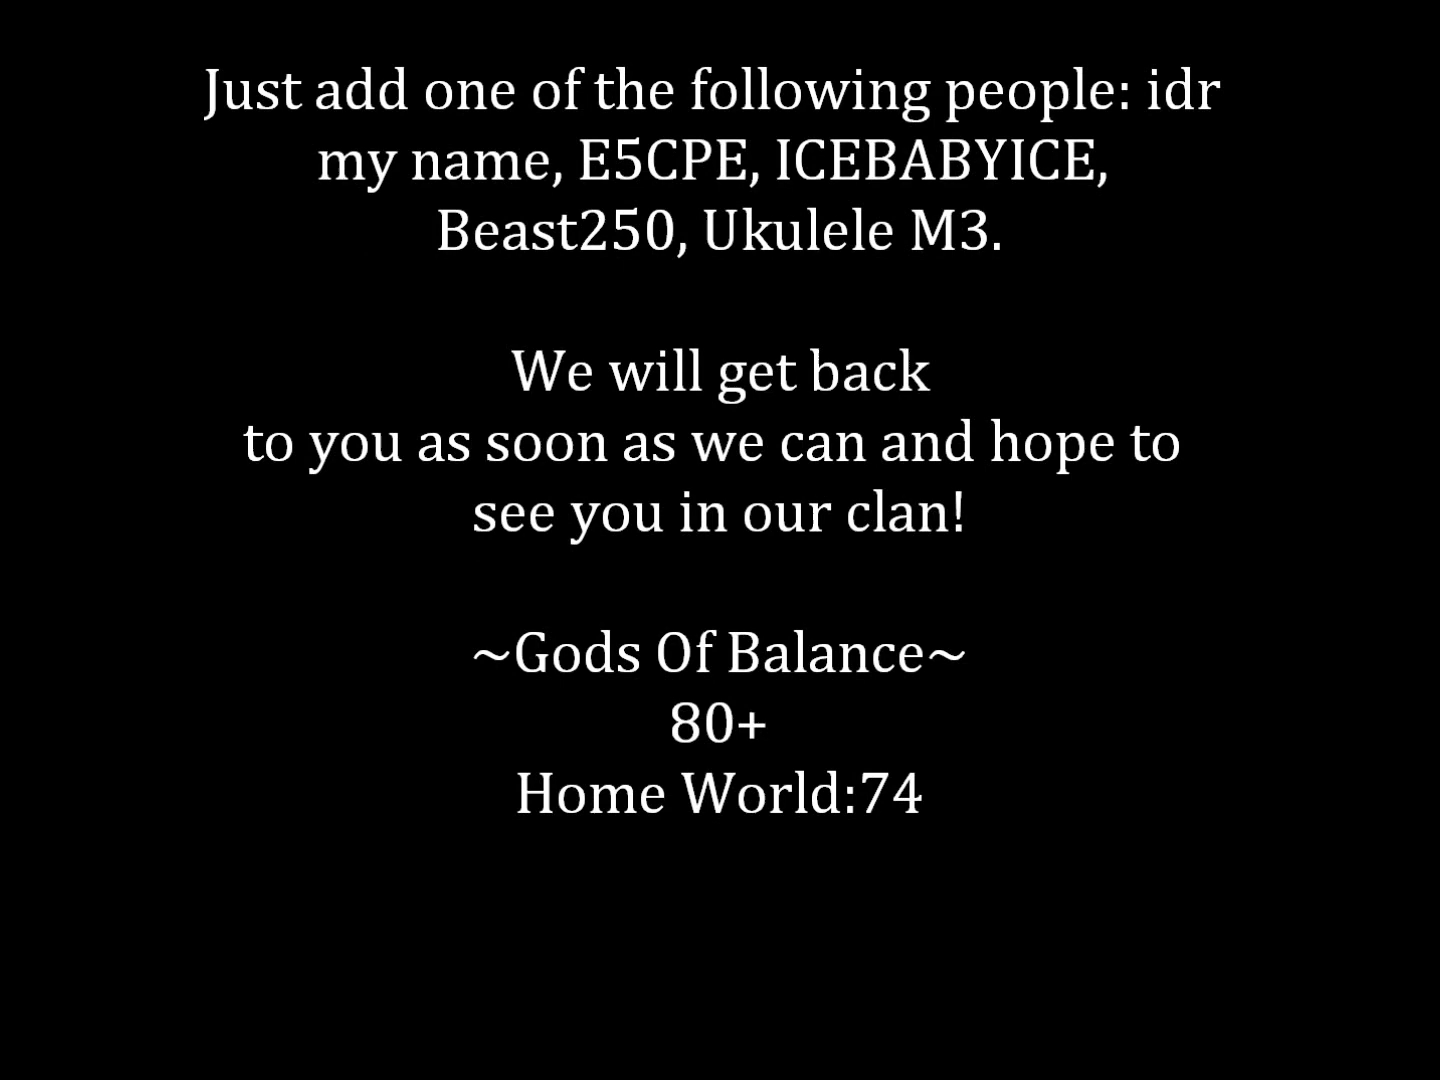 Just add one of the following people: idr
my name, E5CPE, ICEBABYICE,
Beast250, Ukulele M3.
We will get back
to you as soon as we can and hope to
see you in our clan!
~Gods Of Balance~
80+
Home World:74